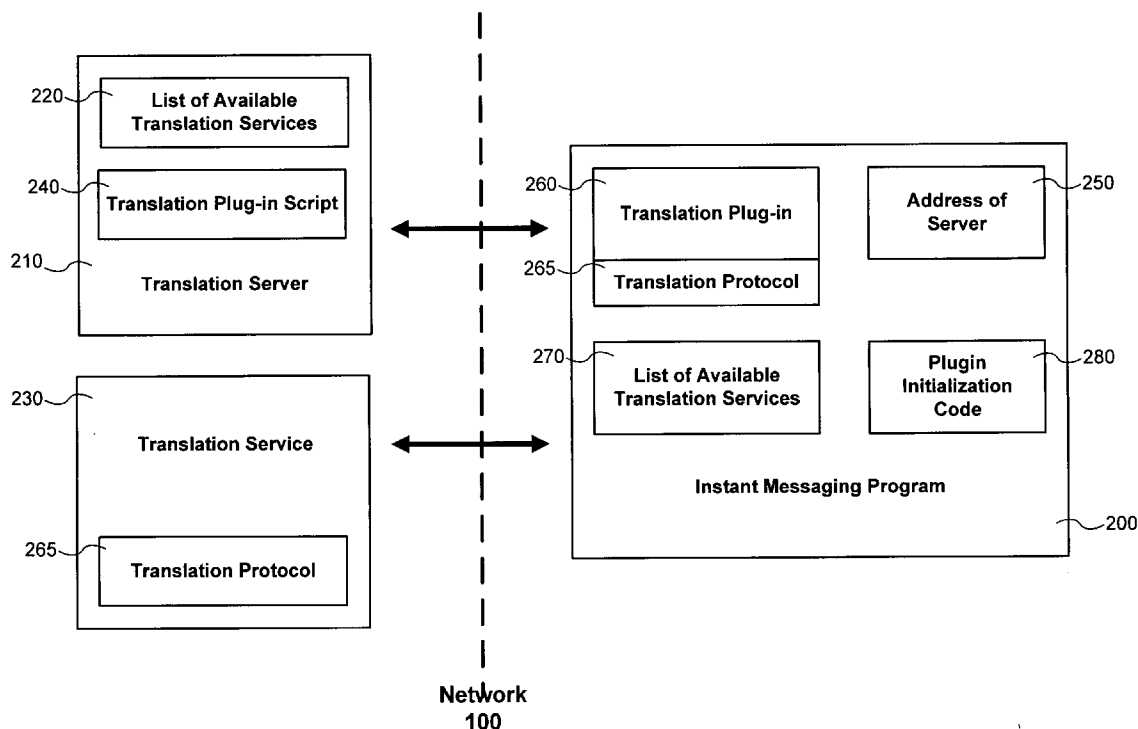 220
List of Available
Translation Services
240
Translation Plug-in Script
210
Translation Server
230
Translation Service
265
Translation Protocol
260
Translation Plug-in
265
Translation Protocol
250
Address of
Server
270
List of Available
Translation Services
280
Plugin
Initialization
Code
Instant Messaging Program
200
Network
100